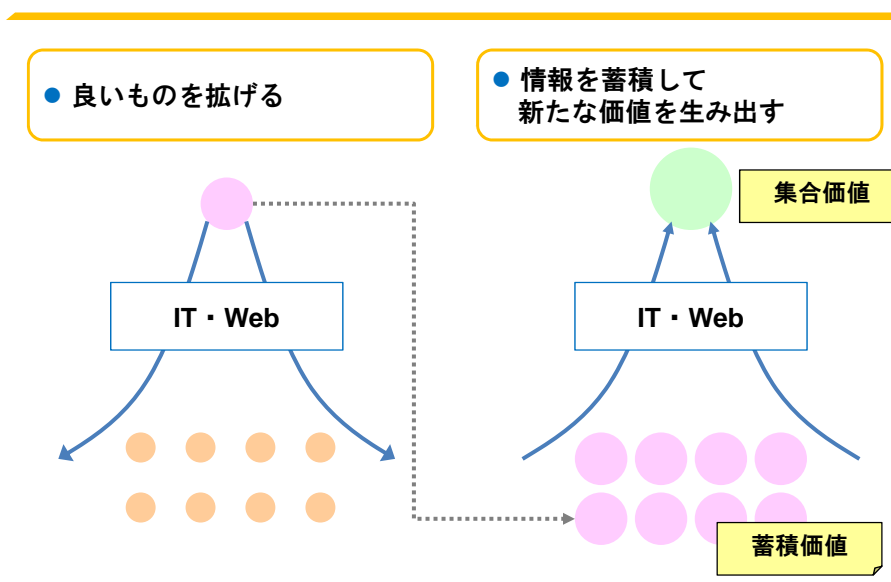 ● 良いものを拡げる
● 情報を蓄積して
新たな価値を生み出す
集合価値
IT・Web
IT・Web
蓄積価値